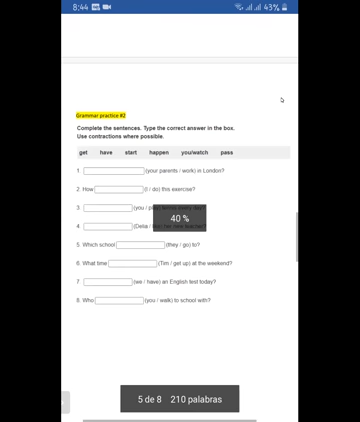 8:44 43%
Grammar practice #2
Complete the sentences. Type the correct answer in the box.
Use contractions where possible.
get have start happen you/watch pass
1. (your parents / work) in London?
2. How (I / do) this exercise?
3. (you /
40 %
4. (Delia /
5. Which school (they / go) to?
6. What time (Tim / get up) at the weekend?
7. (we / have) an English test today?
8. Who (you / walk) to school with?
5 de 8 210 palabras